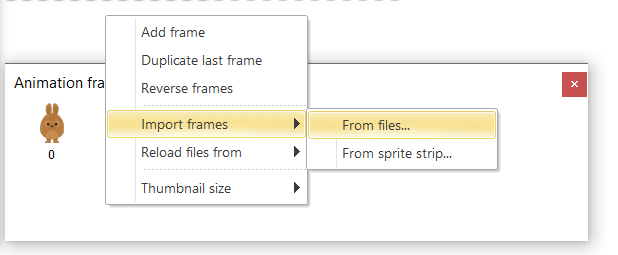 Add frame
Duplicate last frame
Reverse frames
Animation fra
Import frames
From files...
0
Reload files from
From sprite strip...
Thumbnail size